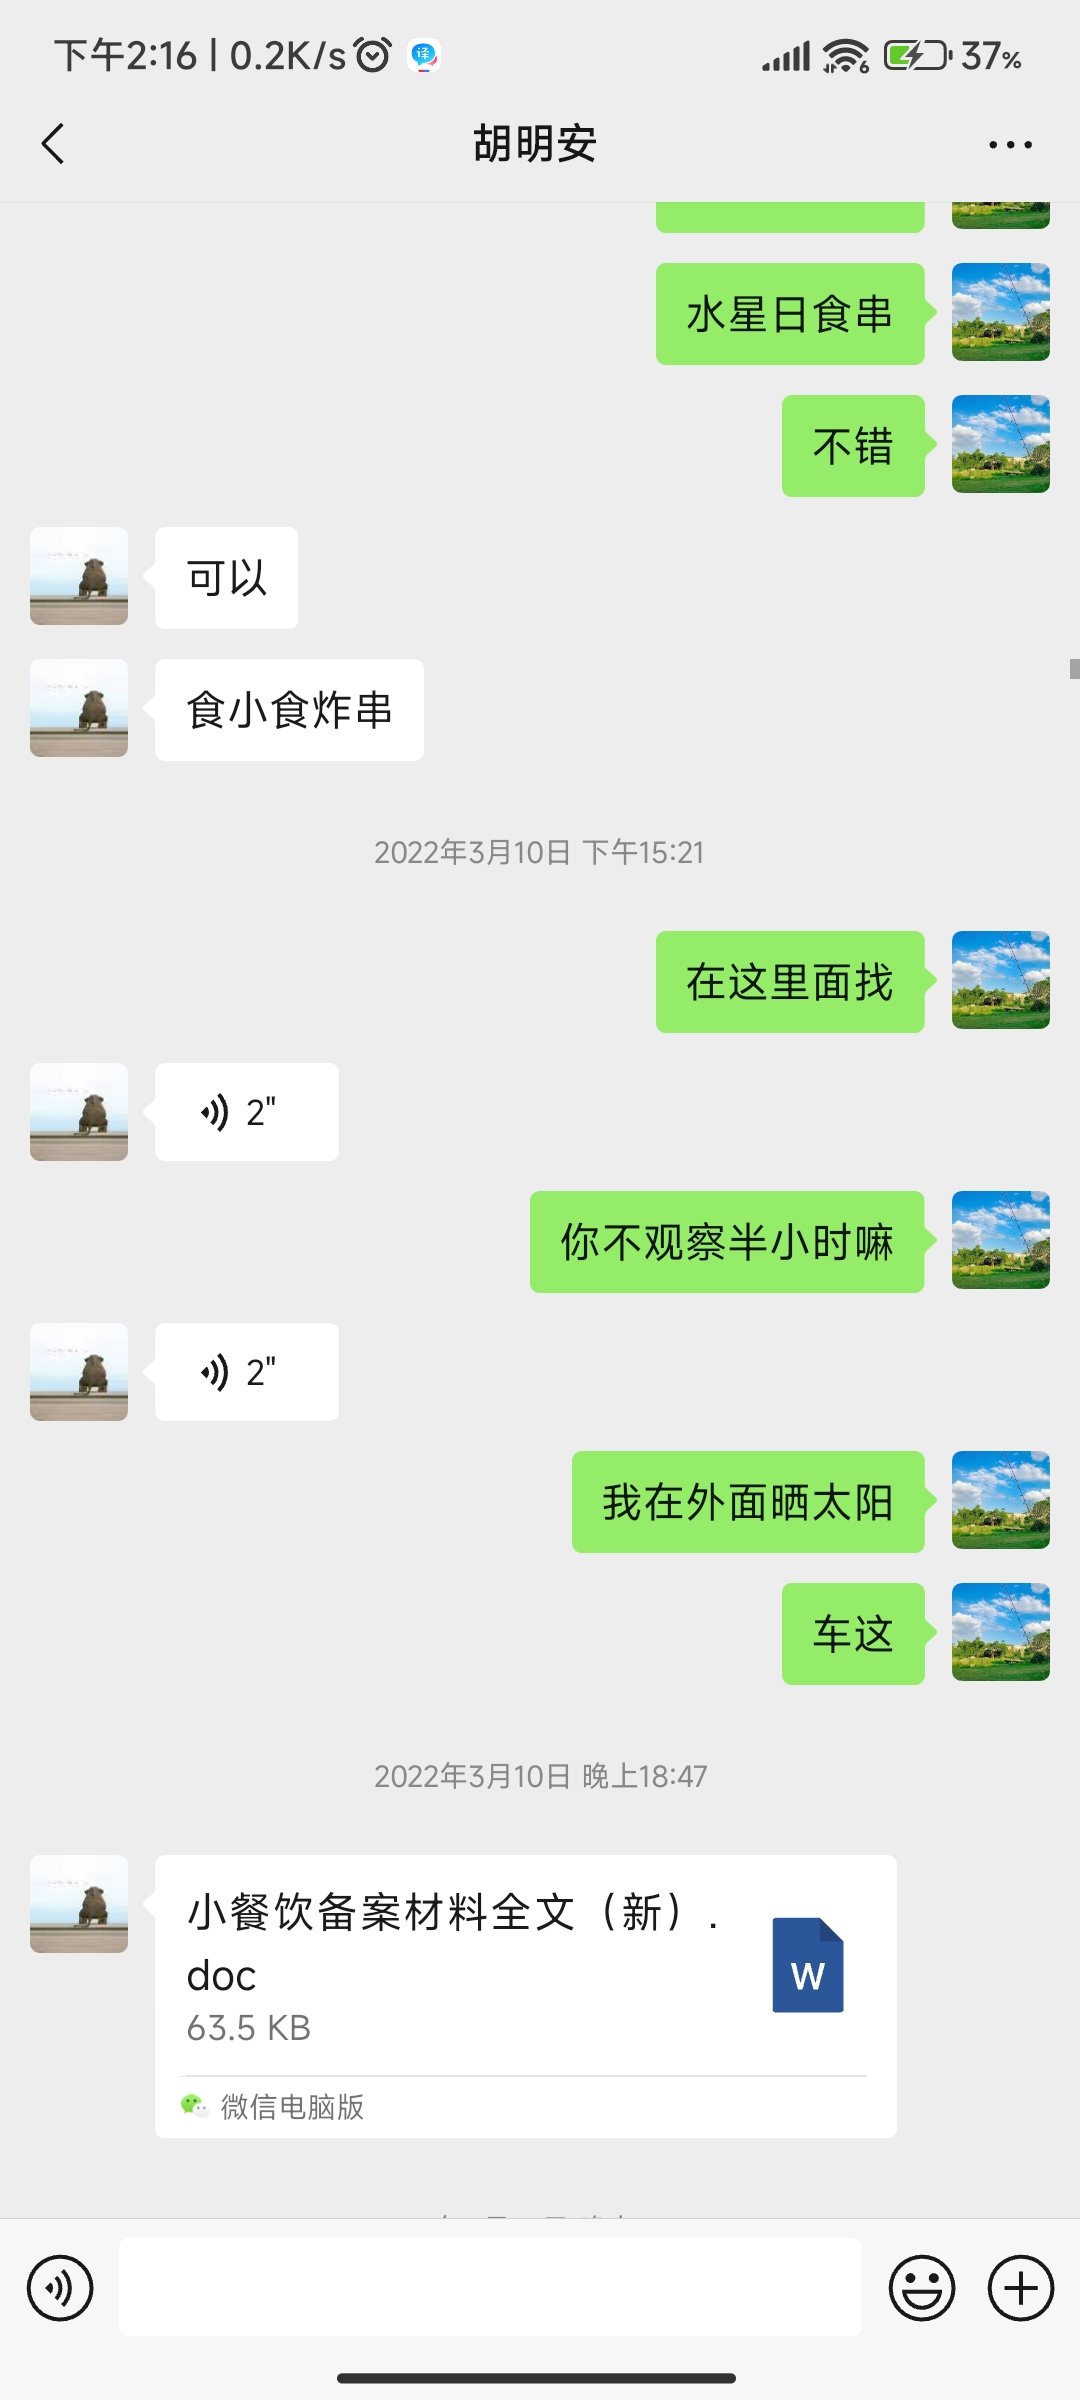 下午2:16 | 0.2K/s 译 6 37%
胡明安
水星日食串
不错
可以
食小食炸串
2022年3月10日 下午15:21
在这里面找
2"
你不观察半小时嘛
2"
我在外面晒太阳
车这
2022年3月10日 晚上18:47
小餐饮备案材料全文（新）.
doc
W
63.5 KB
微信电脑版